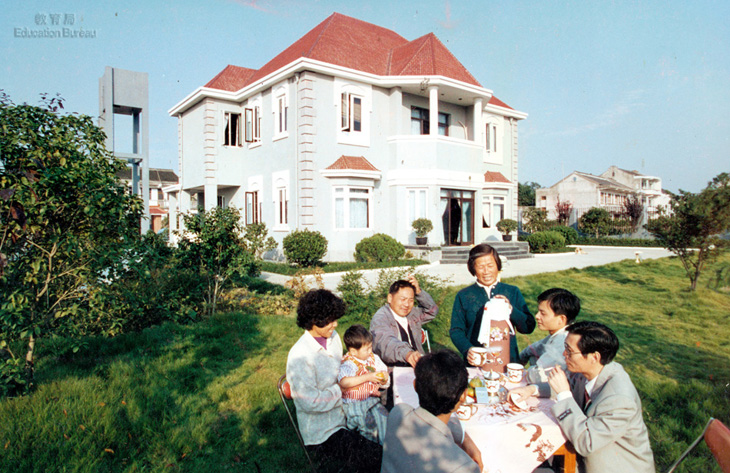 教育局
Education Bureau